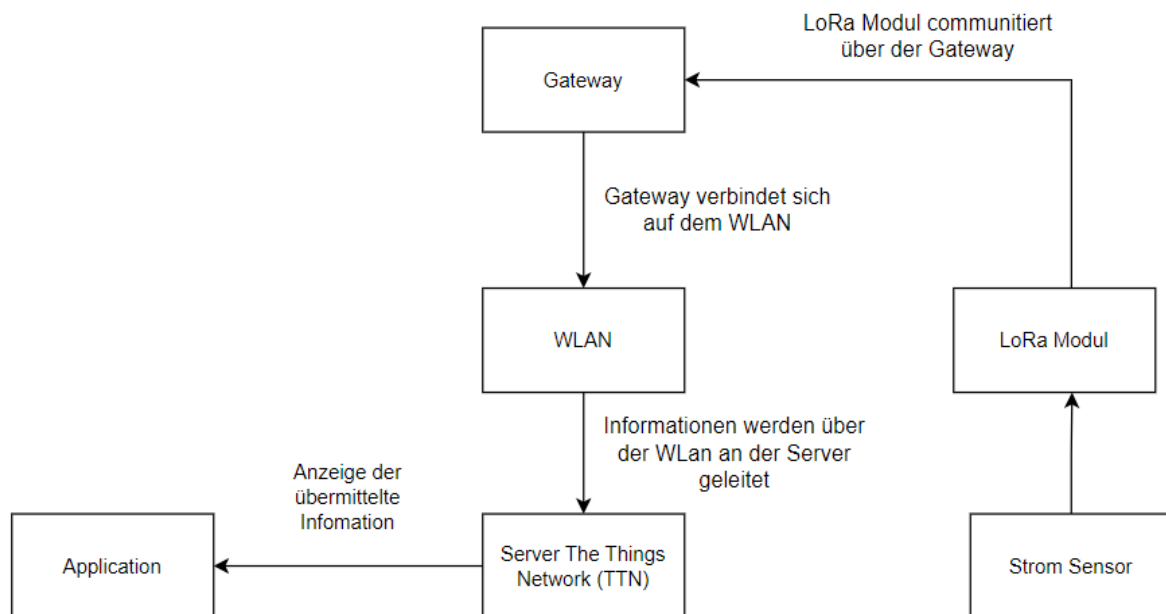 LoRa Modul communitiert
über der Gateway
Gateway
Gateway verbindet sich
auf dem WLAN
WLAN
LoRa Modul
Informationen werden über
der WLan an der Server
geleitet
Anzeige der
übermittelte
Infomation
Application
Server The Things
Network (TTN)
Strom Sensor